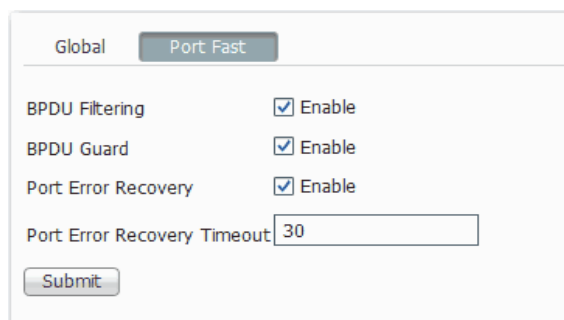 Global Port Fast
BPDU Filtering Enable
BPDU Guard Enable
Port Error Recovery Enable
Port Error Recovery Timeout 30
Submit